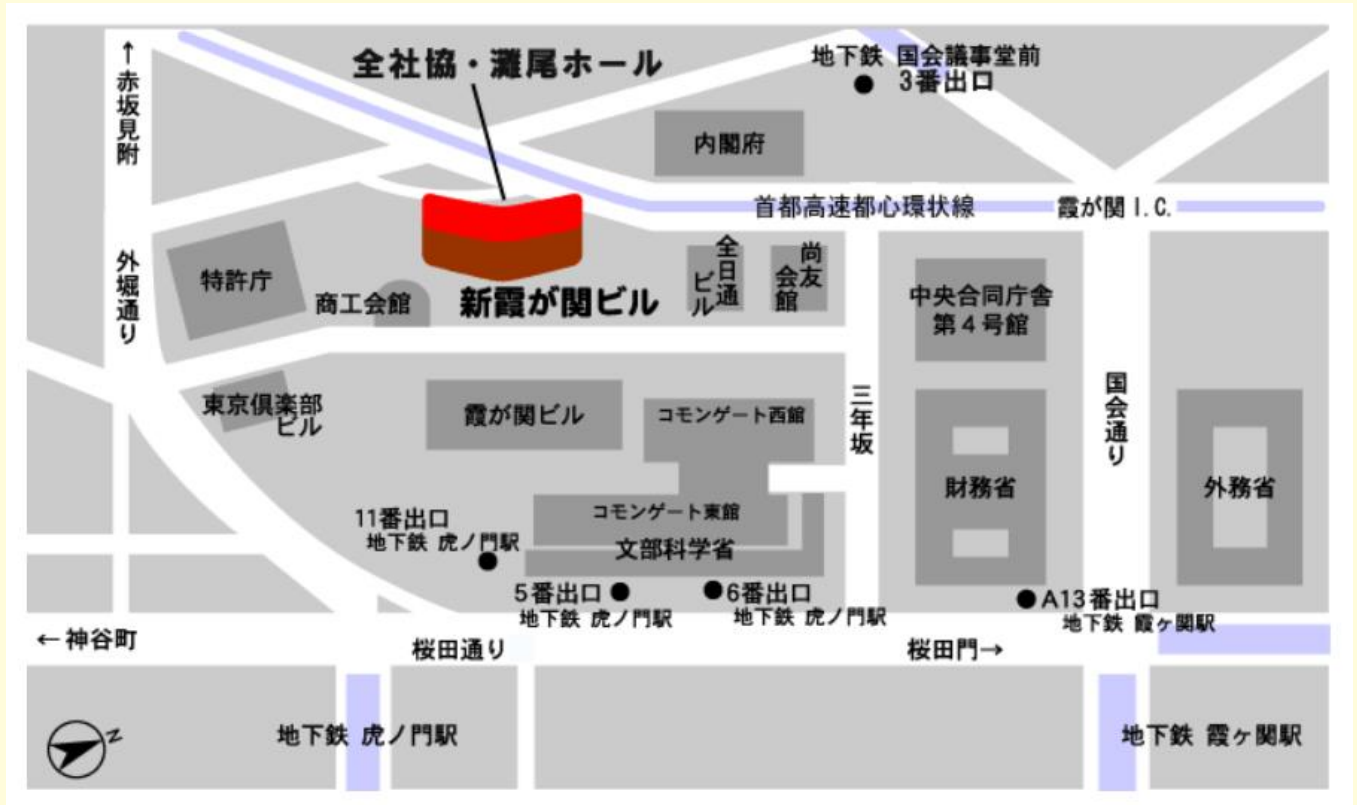 ↑赤坂見附
全社協・灘尾ホール
地下鉄 国会議事堂前
3番出口
内閣府
首都高速都心環状線
霞が関 I.C.
外堀通り
特許庁
商工会館
新霞が関ビル
全日通
ビル
尚友
会館
中央合同庁舎
第4号館
東京倶楽部
ビル
霞が関ビル
コモンゲート西館
三年坂
国会通り
財務省
外務省
コモンゲート東館
文部科学省
11番出口
地下鉄 虎ノ門駅
5番出口
地下鉄 虎ノ門駅
6番出口
地下鉄 虎ノ門駅
A13番出口
地下鉄 霞ヶ関駅
←神谷町
桜田通り
桜田門→
N
地下鉄 虎ノ門駅
地下鉄 霞ヶ関駅